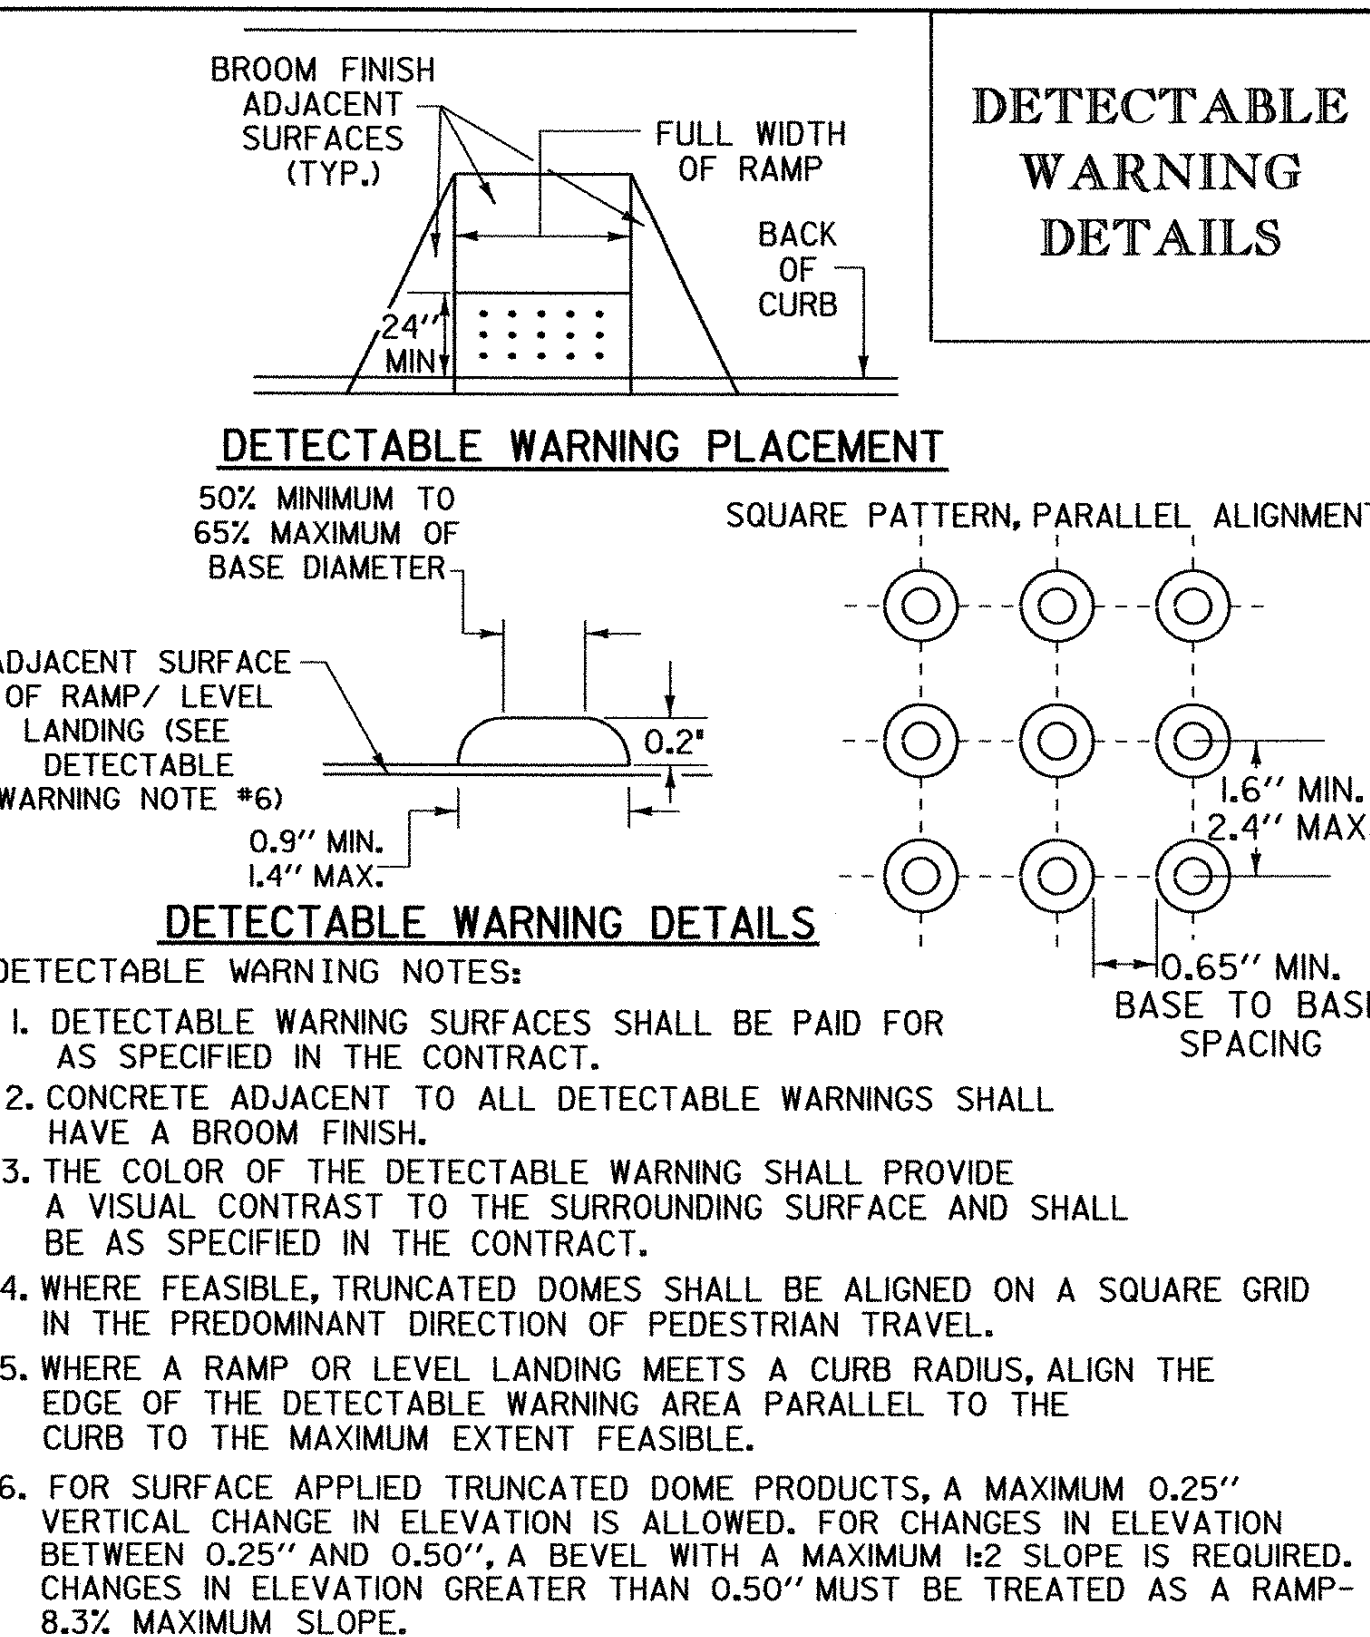 DETECTABLE
WARNING
DETAILS
BROOM FINISH
ADJACENT
SURFACES
(TYP.)
FULL WIDTH
OF RAMP
BACK
OF
CURB
24''
MIN
DETECTABLE WARNING PLACEMENT
50% MINIMUM TO
65% MAXIMUM OF
BASE DIAMETER
SQUARE PATTERN, PARALLEL ALIGNMENT
ADJACENT SURFACE
OF RAMP/ LEVEL
LANDING (SEE
DETECTABLE
WARNING NOTE #6)
0.2"
0.9'' MIN.
1.4'' MAX.
1.6'' MIN.
2.4'' MAX
DETECTABLE WARNING DETAILS
0.65'' MIN.
BASE TO BASE
SPACING
DETECTABLE WARNING NOTES:
1. DETECTABLE WARNING SURFACES SHALL BE PAID FOR
AS SPECIFIED IN THE CONTRACT.
2. CONCRETE ADJACENT TO ALL DETECTABLE WARNINGS SHALL
HAVE A BROOM FINISH.
3. THE COLOR OF THE DETECTABLE WARNING SHALL PROVIDE
A VISUAL CONTRAST TO THE SURROUNDING SURFACE AND SHALL
BE AS SPECIFIED IN THE CONTRACT.
4. WHERE FEASIBLE, TRUNCATED DOMES SHALL BE ALIGNED ON A SQUARE GRID
IN THE PREDOMINANT DIRECTION OF PEDESTRIAN TRAVEL.
5. WHERE A RAMP OR LEVEL LANDING MEETS A CURB RADIUS, ALIGN THE
EDGE OF THE DETECTABLE WARNING AREA PARALLEL TO THE
CURB TO THE MAXIMUM EXTENT FEASIBLE.
6. FOR SURFACE APPLIED TRUNCATED DOME PRODUCTS, A MAXIMUM 0.25''
VERTICAL CHANGE IN ELEVATION IS ALLOWED. FOR CHANGES IN ELEVATION
BETWEEN 0.25'' AND 0.50'', A BEVEL WITH A MAXIMUM 1:2 SLOPE IS REQUIRED.
CHANGES IN ELEVATION GREATER THAN 0.50'' MUST BE TREATED AS A RAMP-
8.3% MAXIMUM SLOPE.